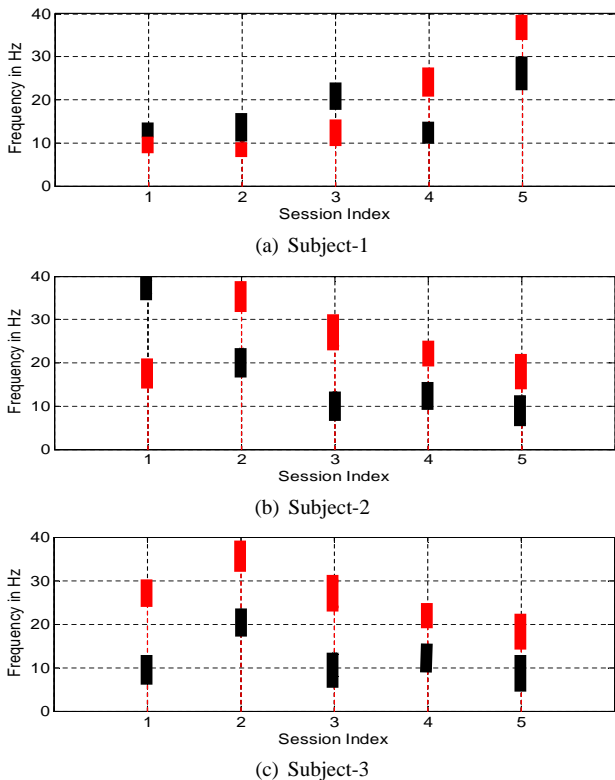 40
30
20
10
0
Frequency in Hz
1 2 3 4 5
Session Index
(a) Subject-1
40
30
20
10
0
Frequency in Hz
1 2 3 4 5
Session Index
(b) Subject-2
40
30
20
10
0
Frequency in Hz
1 2 3 4 5
Session Index
(c) Subject-3